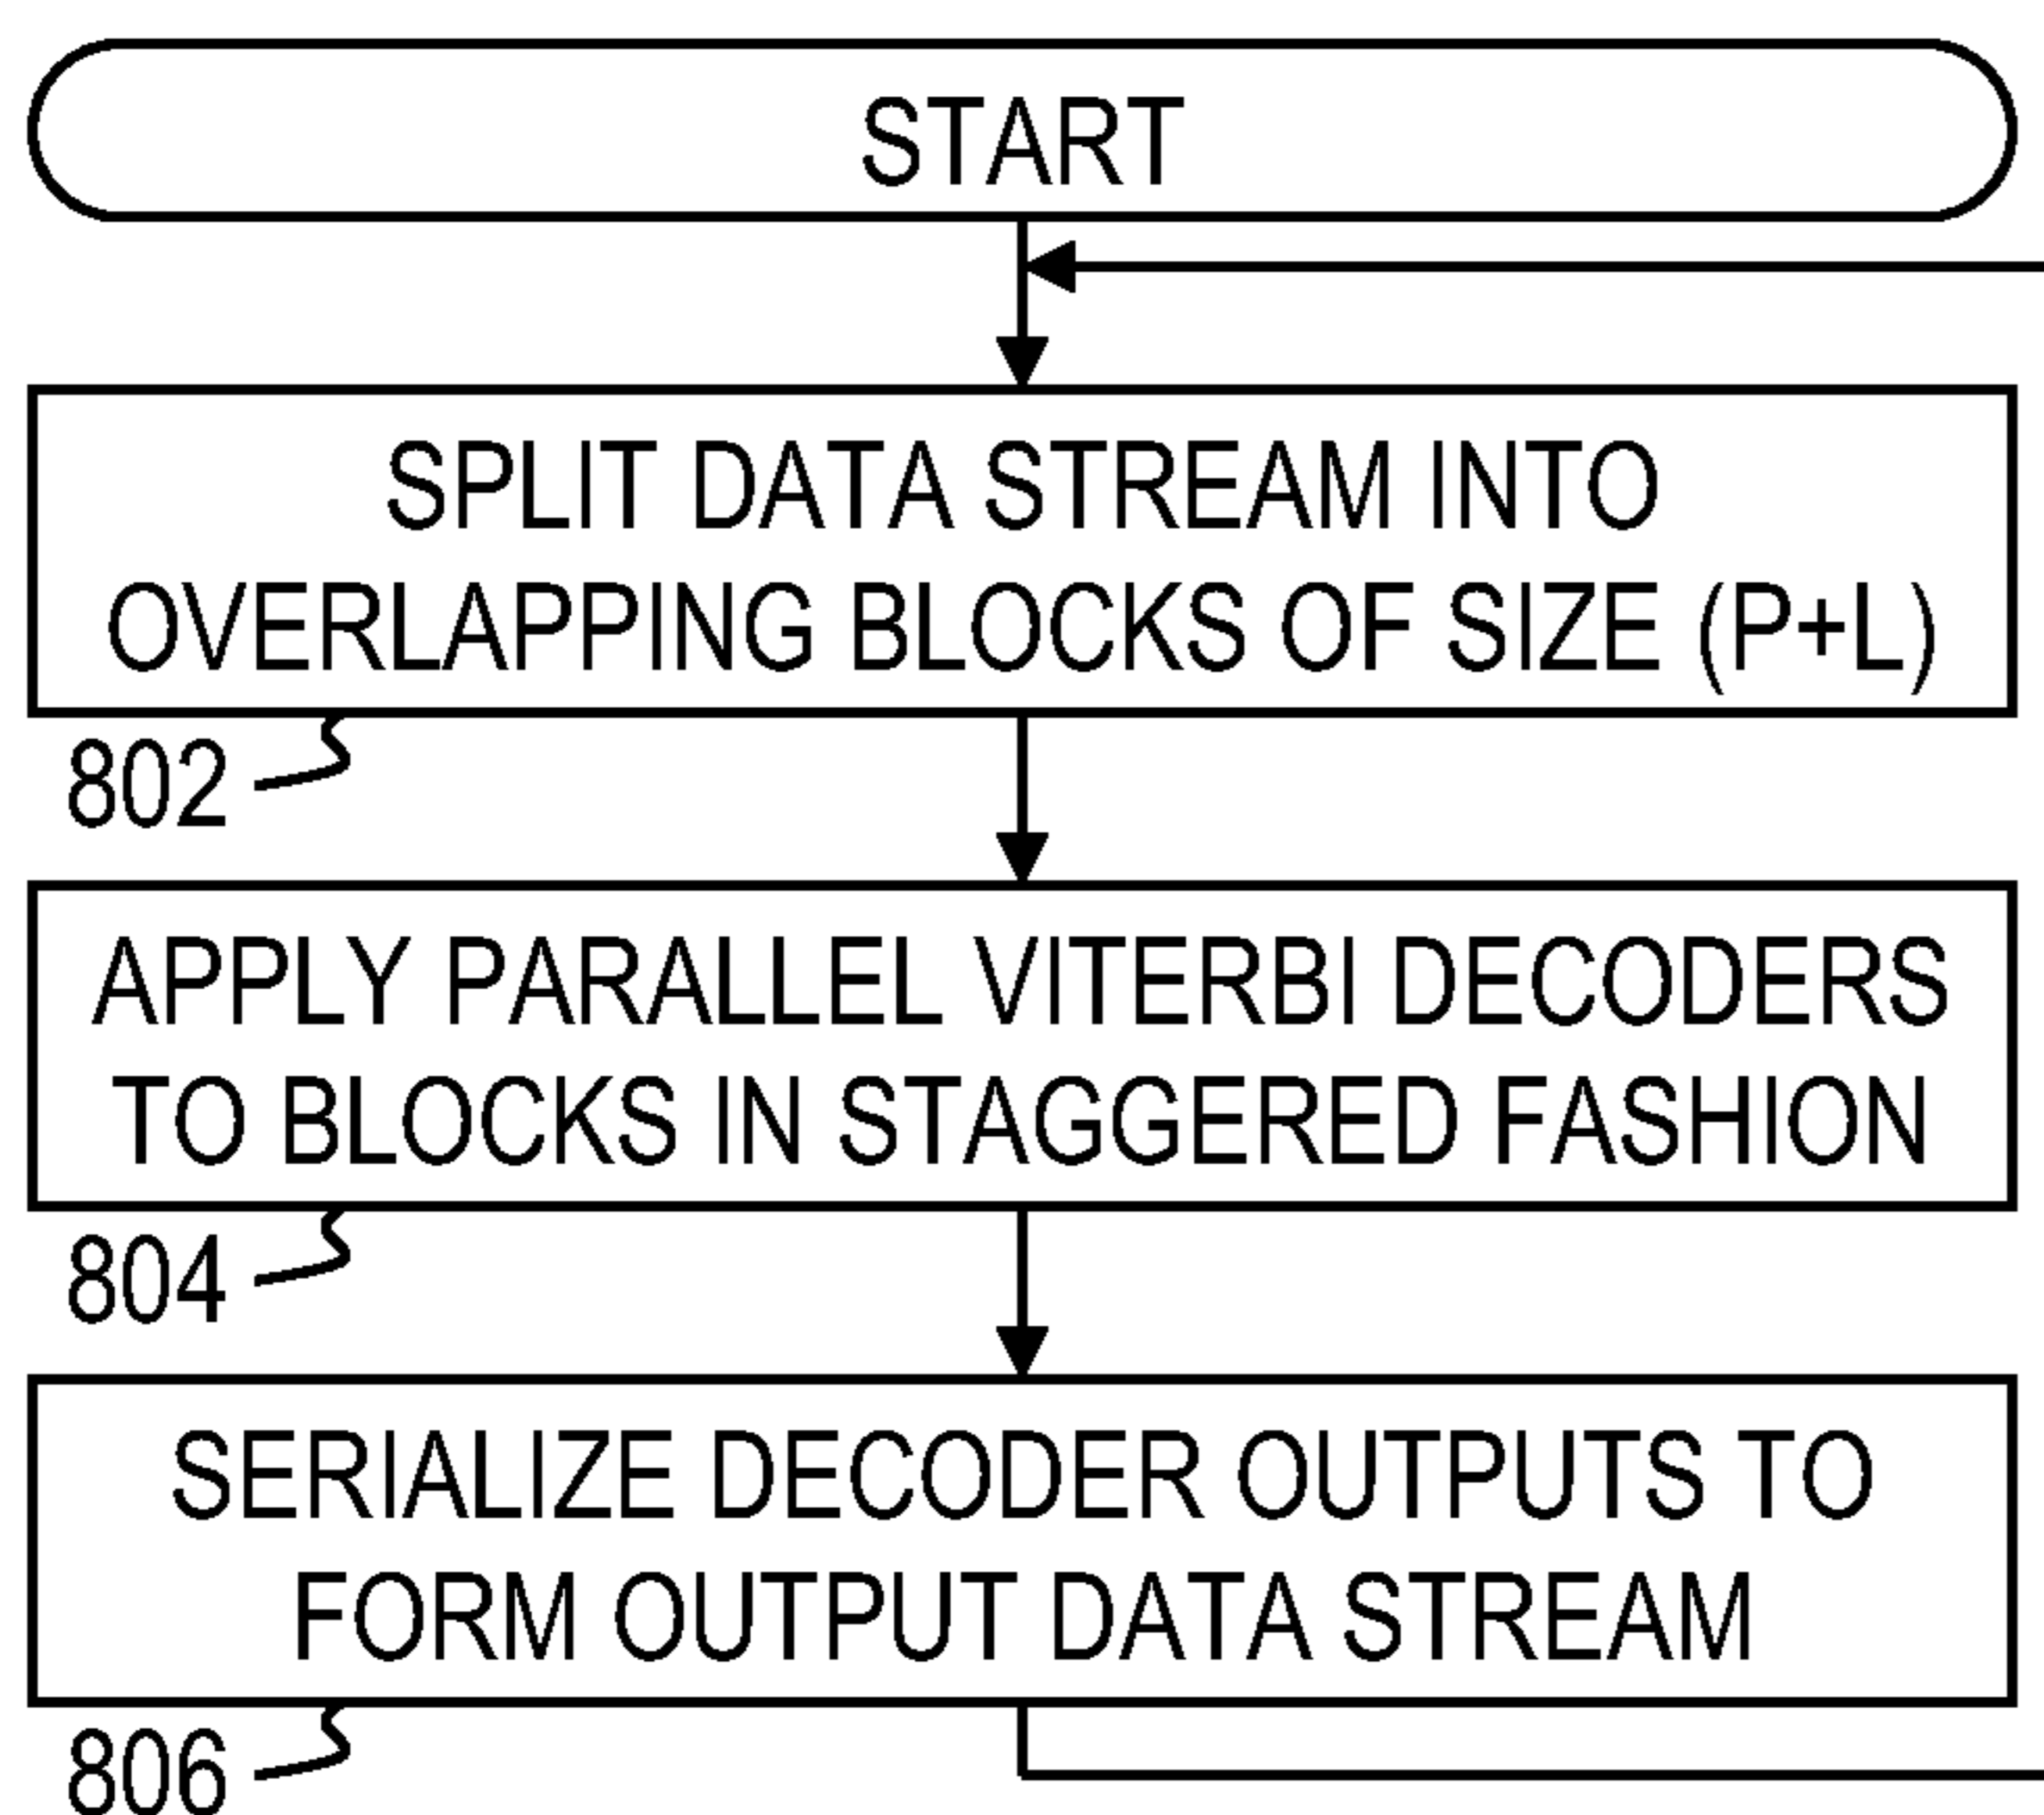 START
SPLIT DATA STREAM INTO
OVERLAPPING BLOCKS OF SIZE (P+L)
802
APPLY PARALLEL VITERBI DECODERS
TO BLOCKS IN STAGGERED FASHION
804
SERIALIZE DECODER OUTPUTS TO
FORM OUTPUT DATA STREAM
806